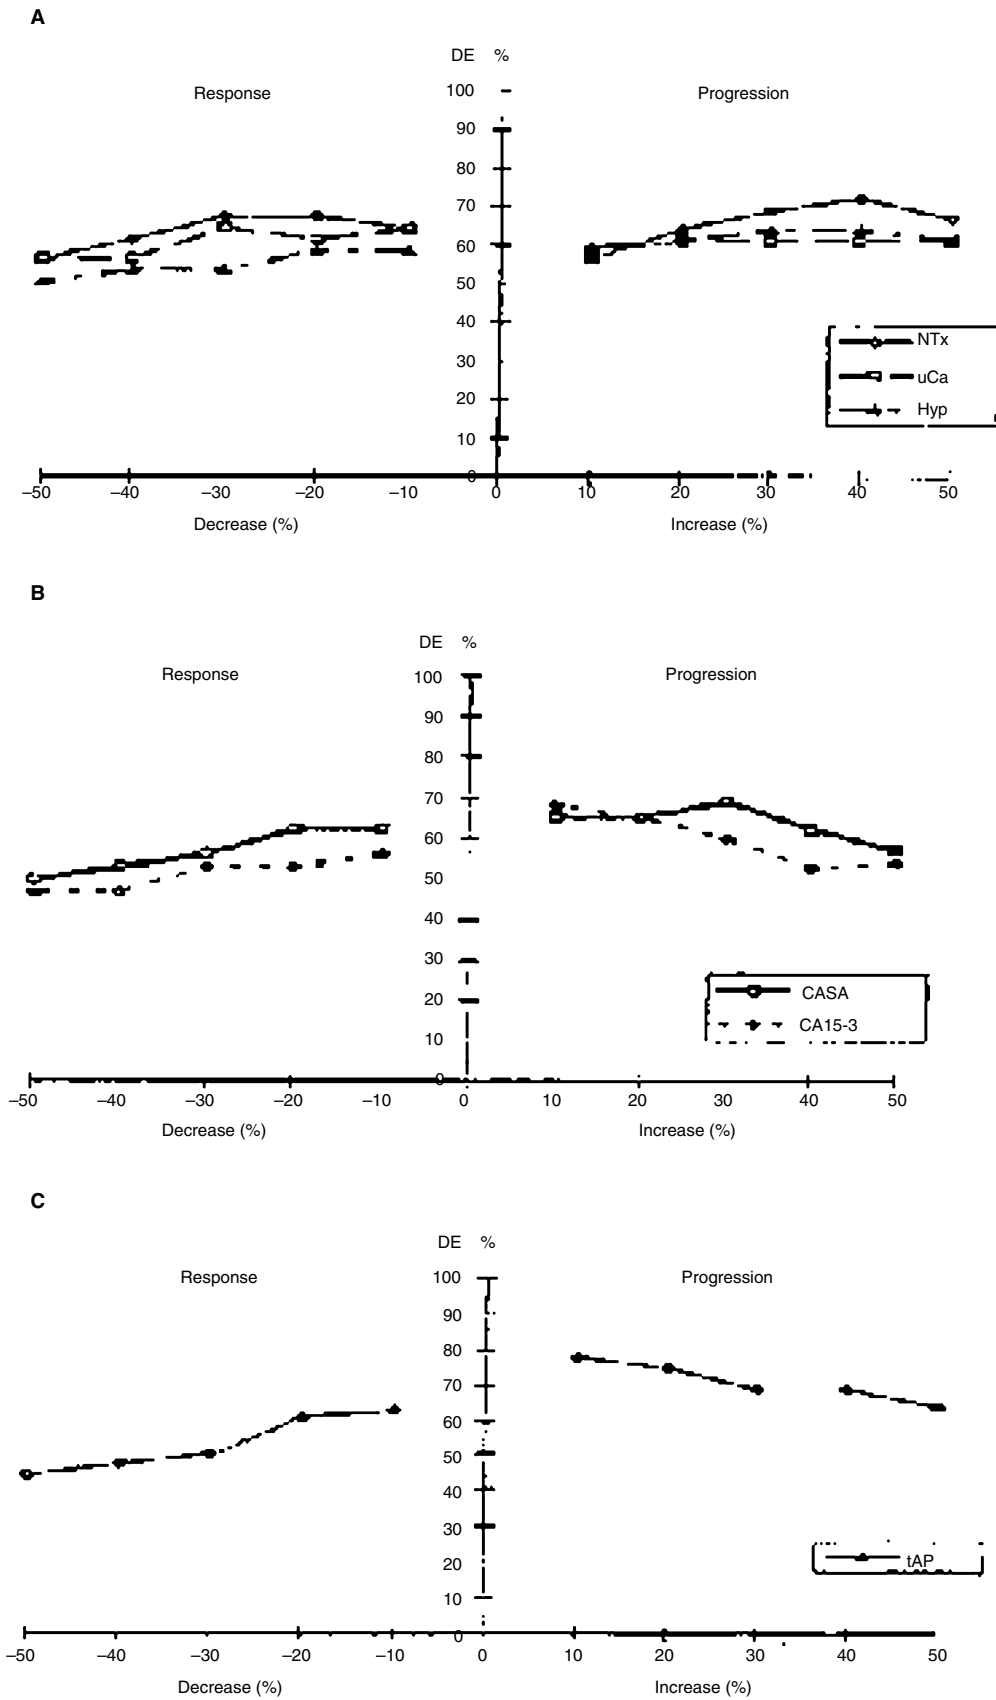 A
DE %
Response
Progression
100
90
80
70
60
50
40
30
20
10
0
NTx
uCa
Hyp
–50 –40 –30 –20 –10 0 10 20 30 40 50
Decrease (%) Increase (%)
B
DE %
Response
Progression
100
90
80
70
60
50
40
30
20
10
0
CASA
CA15-3
–50 –40 –30 –20 –10 0 10 20 30 40 50
Decrease (%) Increase (%)
C
DE %
Response
Progression
100
90
80
70
60
50
40
30
20
10
0
tAP
–50 –40 –30 –20 –10 0 10 20 30 40 50
Decrease (%) Increase (%)